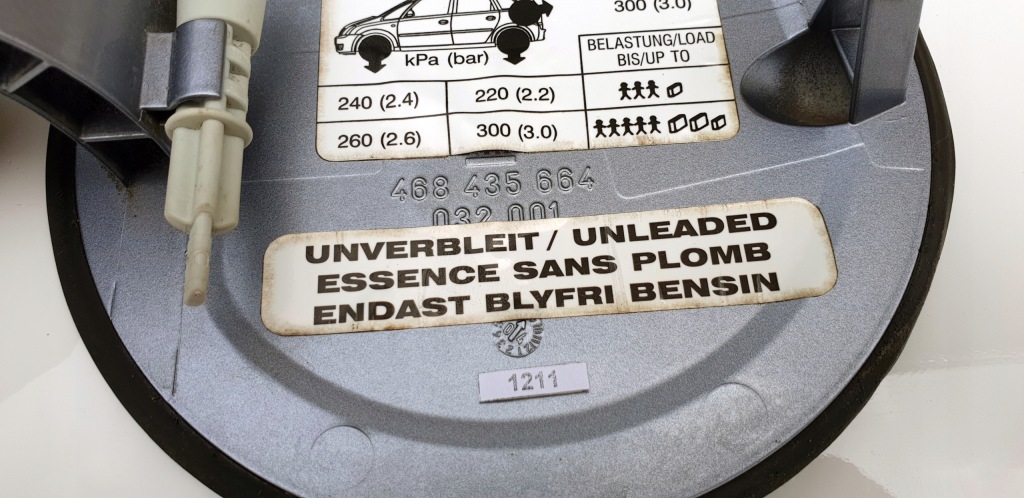 300 (3.0)
kPa (bar)
BELASTUNG/LOAD
BIS/UP TO
240 (2.4) 220 (2.2)
260 (2.6) 300 (3.0)
468 435 664
032 001
UNVERBLEIT / UNLEADED
ESSENCE SANS PLOMB
ENDAST BLYFRI BENSIN
1211